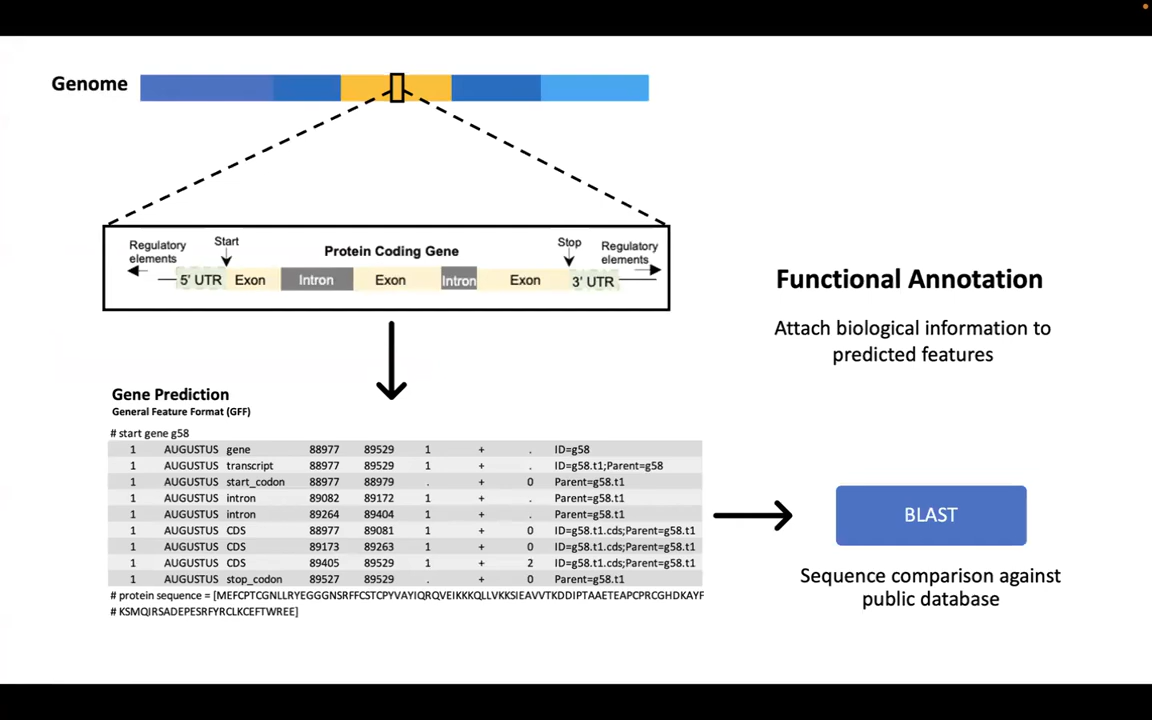 Genome
Regulatory elements
Start
Protein Coding Gene
Stop
Regulatory elements
5' UTR Exon Intron Exon Intron Exon 3' UTR
Functional Annotation
Attach biological information to
predicted features
Gene Prediction
General Feature Format (GFF)
# start gene g58
1 AUGUSTUS gene 88977 89529 1 + . ID=g58
1 AUGUSTUS transcript 88977 89529 1 + . ID=g58.t1;Parent=g58
1 AUGUSTUS start_codon 88977 88979 . + 0 Parent=g58.t1
1 AUGUSTUS intron 89082 89172 1 + . Parent=g58.t1
1 AUGUSTUS intron 89264 89404 1 + . Parent=g58.t1
1 AUGUSTUS CDS 88977 89081 1 + 0 ID=g58.t1.cds;Parent=g58.t1
1 AUGUSTUS CDS 89173 89263 1 + 0 ID=g58.t1.cds;Parent=g58.t1
1 AUGUSTUS CDS 89405 89529 1 + 2 ID=g58.t1.cds;Parent=g58.t1
1 AUGUSTUS stop_codon 89527 89529 . + 0 Parent=g58.t1
# protein sequence = [MEFCPTCGNLLRYEGGGNSRFFCSTCPYVAYIQRQVEIKKKQLLVKKSIEAVVTKDDIPTAAETEAPCPRCGHDKAYF
# KSMQIRSADEPESRFYRCLKCEFTWREE]
BLAST
Sequence comparison against
public database